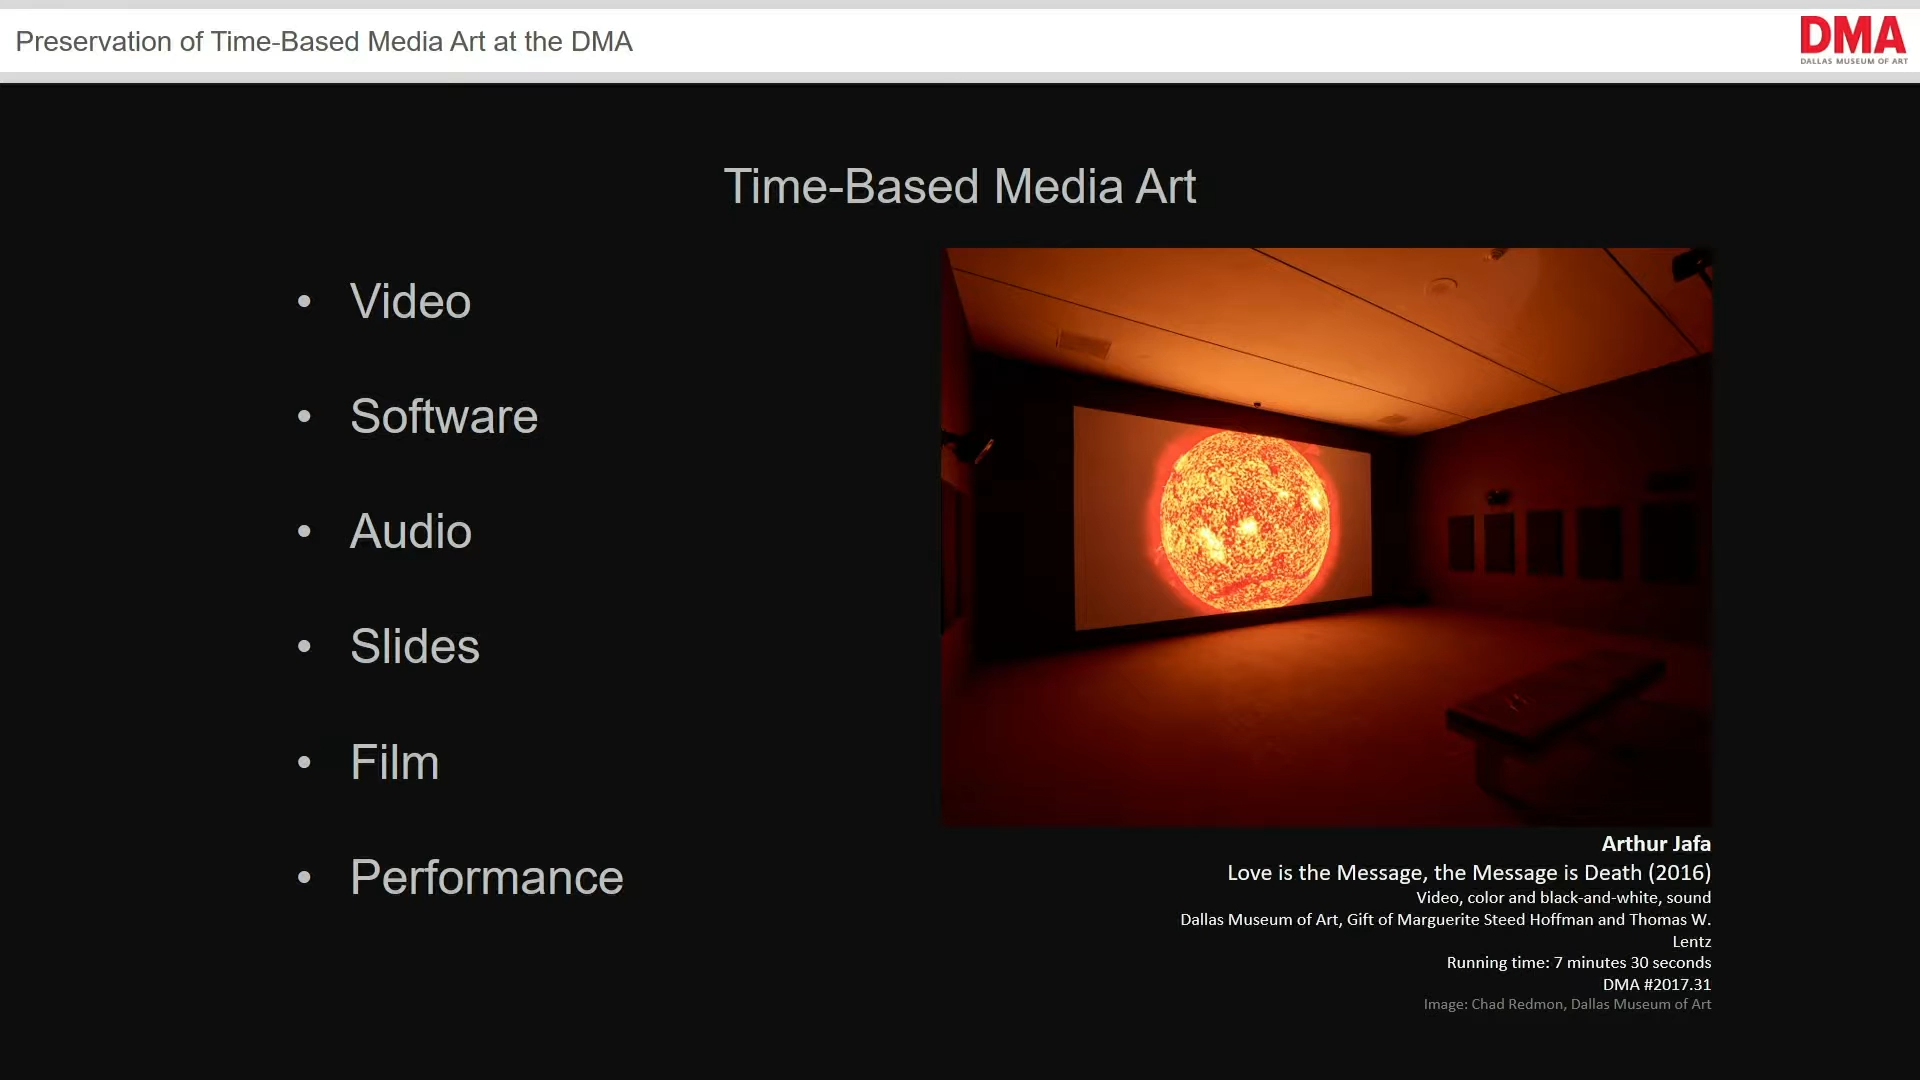 Preservation of Time-Based Media Art at the DMA
DMA
DALLAS MUSEUM OF ART
Time-Based Media Art
• Video
• Software
• Audio
• Slides
• Film
• Performance
Arthur Jafa
Love is the Message, the Message is Death (2016)
Video, color and black-and-white, sound
Dallas Museum of Art, Gift of Marguerite Steed Hoffman and Thomas W.
Lentz
Running time: 7 minutes 30 seconds
DMA #2017.31
Image: Chad Redmon, Dallas Museum of Art